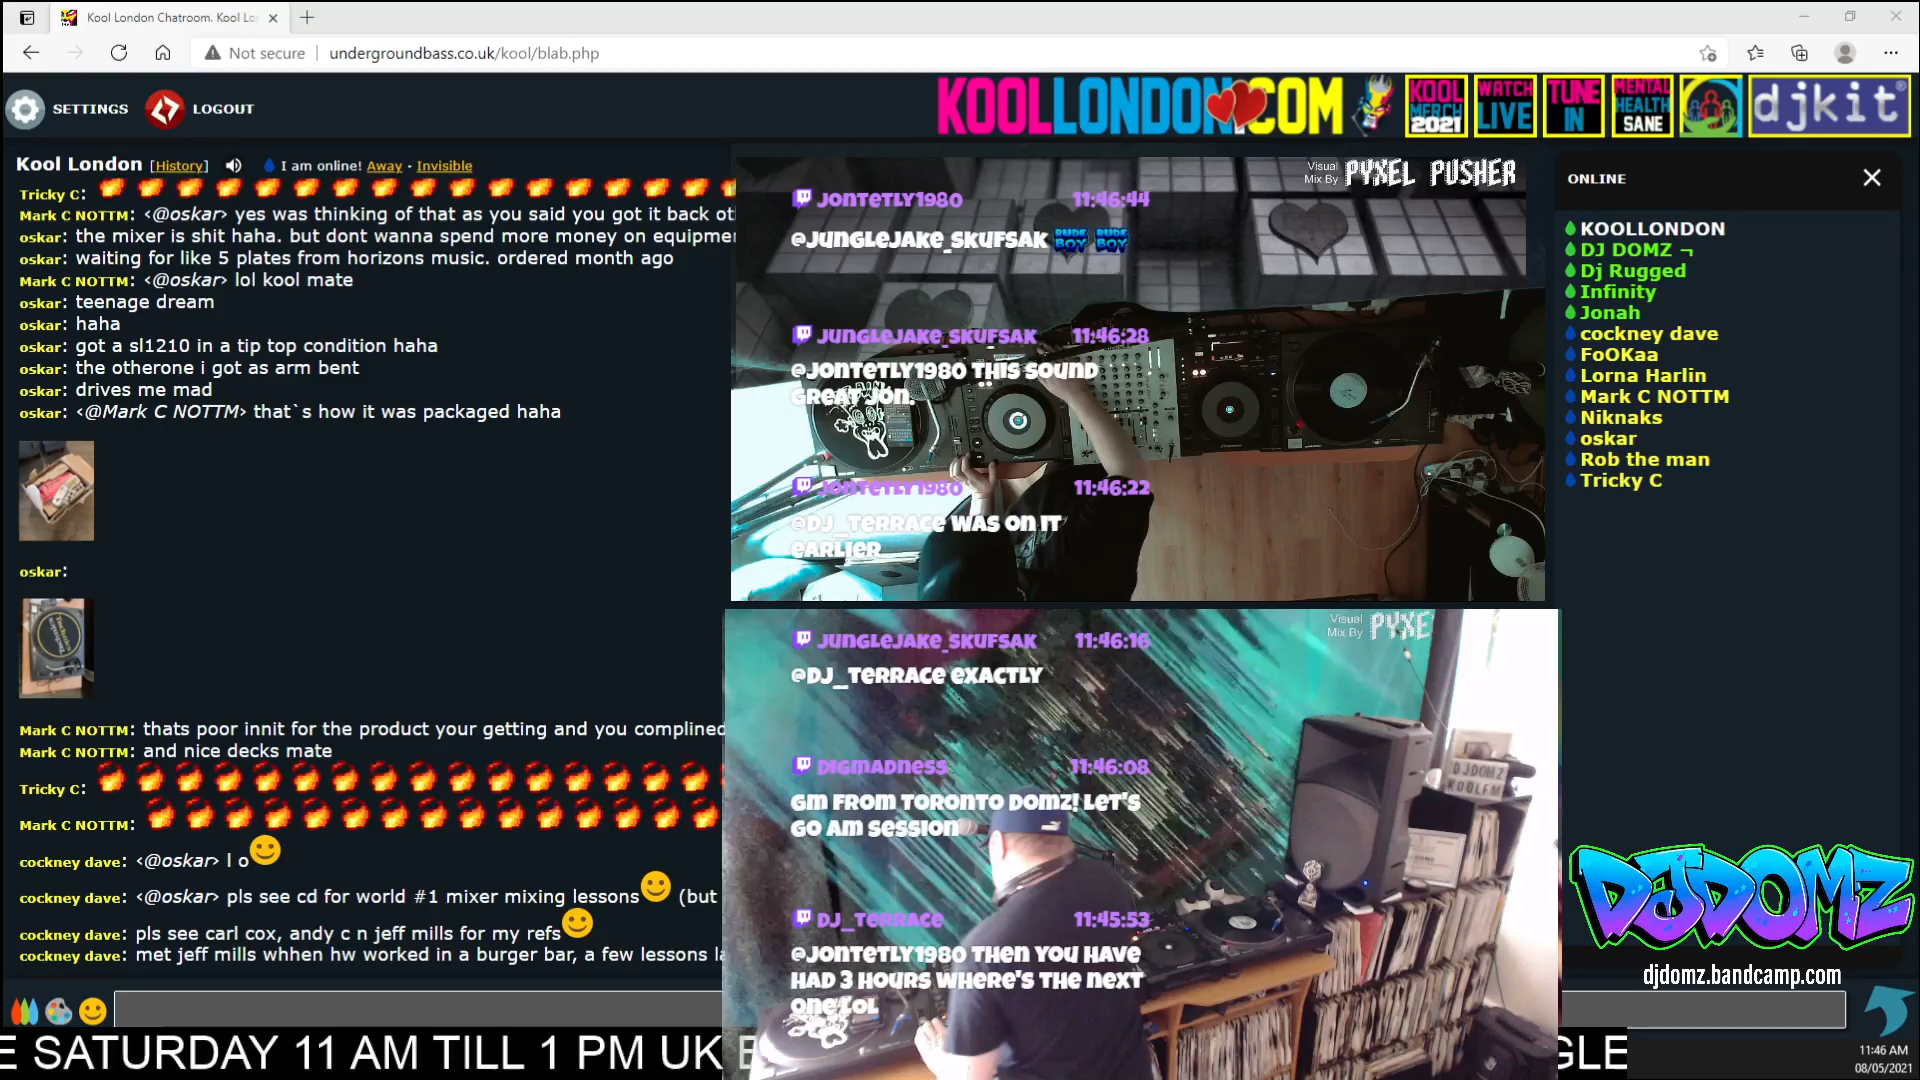 Kool London Chatroom. Kool Lo
Not secure
undergroundbass.co.uk/kool/blab.php
SETTINGS
LOGOUT
KOOLLONDON.COM
KOOL MERCH 2021
WATCH LIVE
TUNE IN
MENTAL HEALTH SANE
djkit
Kool London [History] I am online! Away · Invisible
Tricky C:
Mark C NOTTM: <@oskar> yes was thinking of that as you said you got it back ot
oskar: the mixer is shit haha. but dont wanna spend more money on equipmer
oskar: waiting for like 5 plates from horizons music. ordered month ago
Mark C NOTTM: <@oskar> lol kool mate
oskar: teenage dream
oskar: haha
oskar: got a sl1210 in a tip top condition haha
oskar: the otherone i got as arm bent
oskar: drives me mad
oskar: <@Mark C NOTTM> that`s how it was packaged haha
oskar:
Mark C NOTTM: thats poor innit for the product your getting and you complined
Mark C NOTTM: and nice decks mate
Tricky C:
Mark C NOTTM:
cockney dave: <@oskar> l o
cockney dave: <@oskar> pls see cd for world #1 mixer mixing lessons (but
cockney dave: pls see carl cox, andy c n jeff mills for my refs
cockney dave: met jeff mills whhen hw worked in a burger bar, a few lessons la
Visual Mix By PYXEL PUSHER
Jontetly1980 11:46:44
@JungleJake_Skufsak RUDE BOY RUDE BOY
JungleJake_Skufsak 11:46:28
@Jontetly1980 This sound
great Jon.
Jontetly1980 11:46:22
@DJ_Terrace was on it
earlier
Visual Mix By PYXE
JungleJake_Skufsak 11:46:16
@DJ_Terrace exactly
Digmadness 11:46:08
Gm from Toronto Domz! Let's
go AM session
DJ_Terrace 11:45:53
@Jontetly1980 Then you have
had 3 hours where's the next
one lol
DJ DOMZ
KOOLFM
ONLINE
KOOLLONDON
DJ DOMZ ¬
Dj Rugged
Infinity
Jonah
cockney dave
FoOKaa
Lorna Harlin
Mark C NOTTM
Niknaks
oskar
Rob the man
Tricky C
DJDOMZ
djdomz.bandcamp.com
E SATURDAY 11 AM TILL 1 PM UK
GLE
11:46 AM
08/05/2021